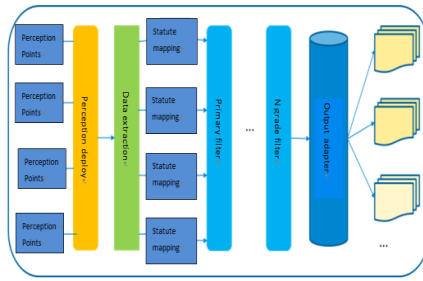 Perception
Points
Perception
Points
Perception
Points
Perception
Points
Perception deploy
Data extraction
Statute
mapping
Statute
mapping
Statute
mapping
Statute
mapping
Primary filter
...
N grade filter
Output adapter
...